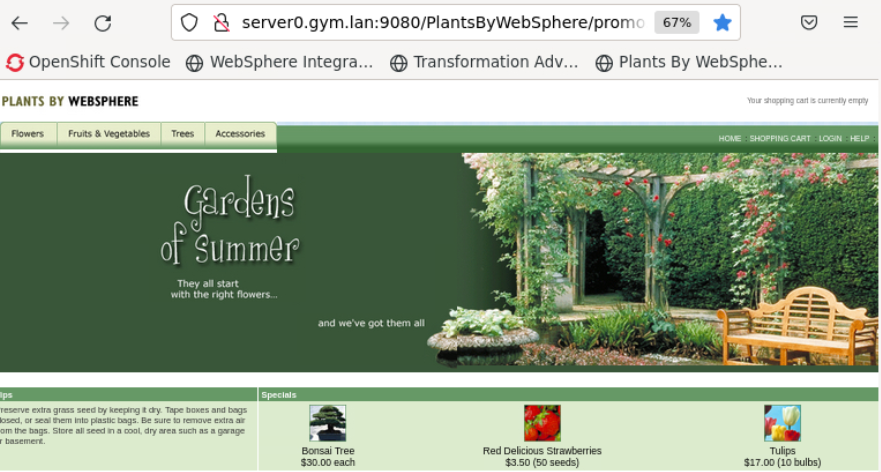 server0.gym.lan:9080/PlantsByWebSphere/promo 67%
OpenShift Console WebSphere Integra... Transformation Adv... Plants By WebSphe...
PLANTS BY WEBSPHERE Your shopping cart is currently empty
Flowers Fruits & Vegetables Trees Accessories
HOME : SHOPPING CART : LOGIN : HELP :
Gardens
of Summer
They all start
with the right flowers...
and we've got them all
ips
reserve extra grass seed by keeping it dry. Tape boxes and bags
losed, or seal them into plastic bags. Be sure to remove extra air
om the bags. Store all seed in a cool, dry area such as a garage
r basement.
Specials
Bonsai Tree
$30.00 each
Red Delicious Strawberries
$3.50 (50 seeds)
Tulips
$17.00 (10 bulbs)